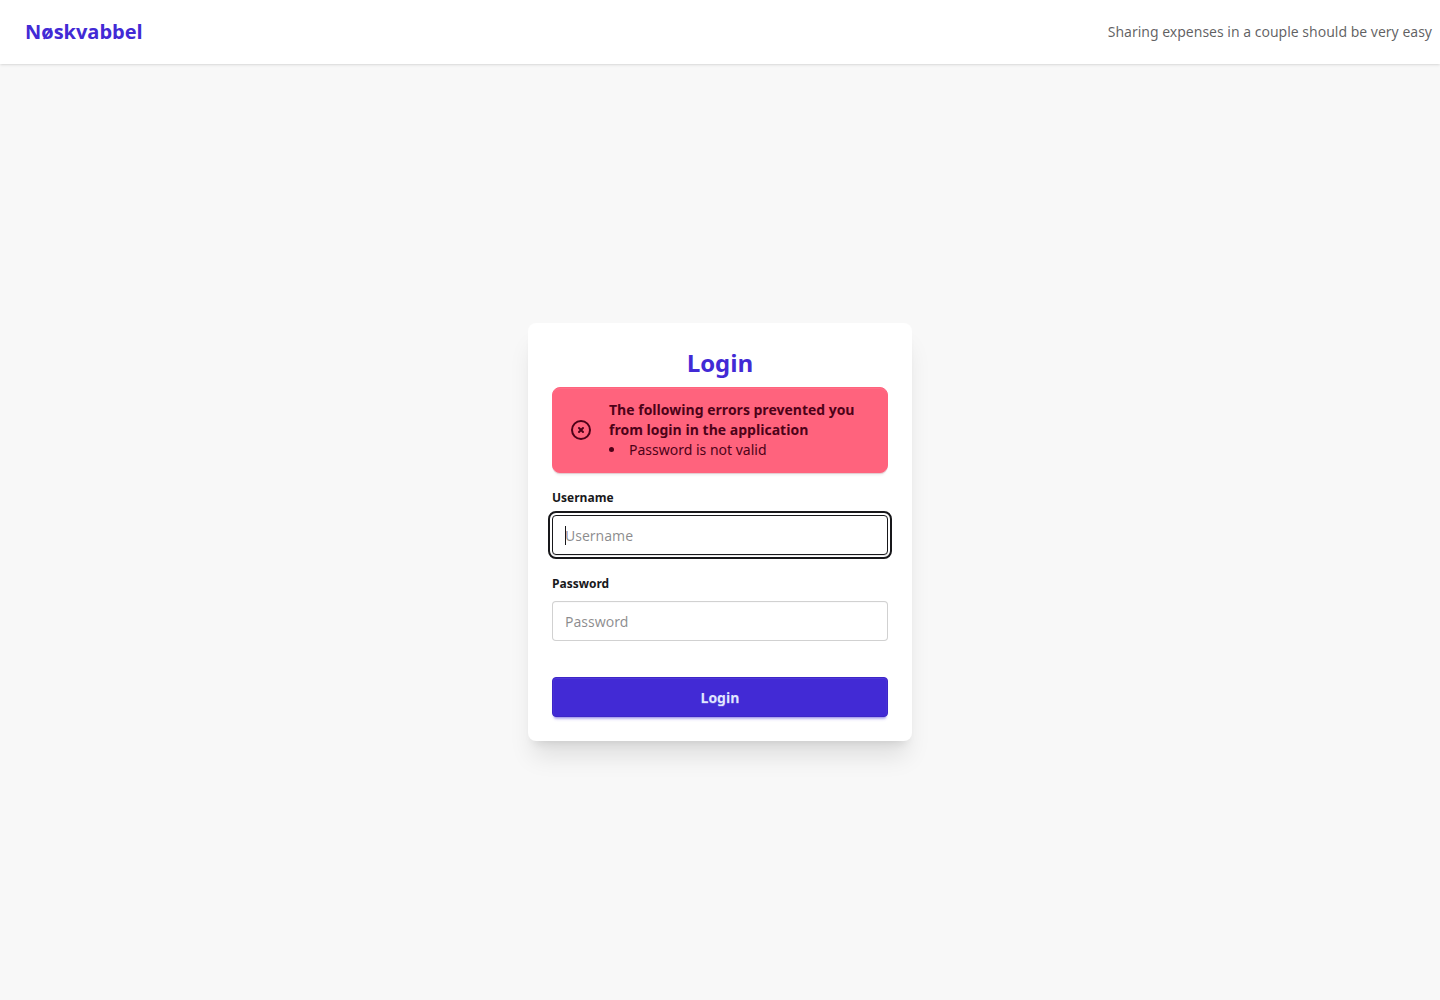 Nøskvabbel
Sharing expenses in a couple should be very easy
Login
The following errors prevented you
from login in the application
• Password is not valid
Username
Username
Password
Password
Login